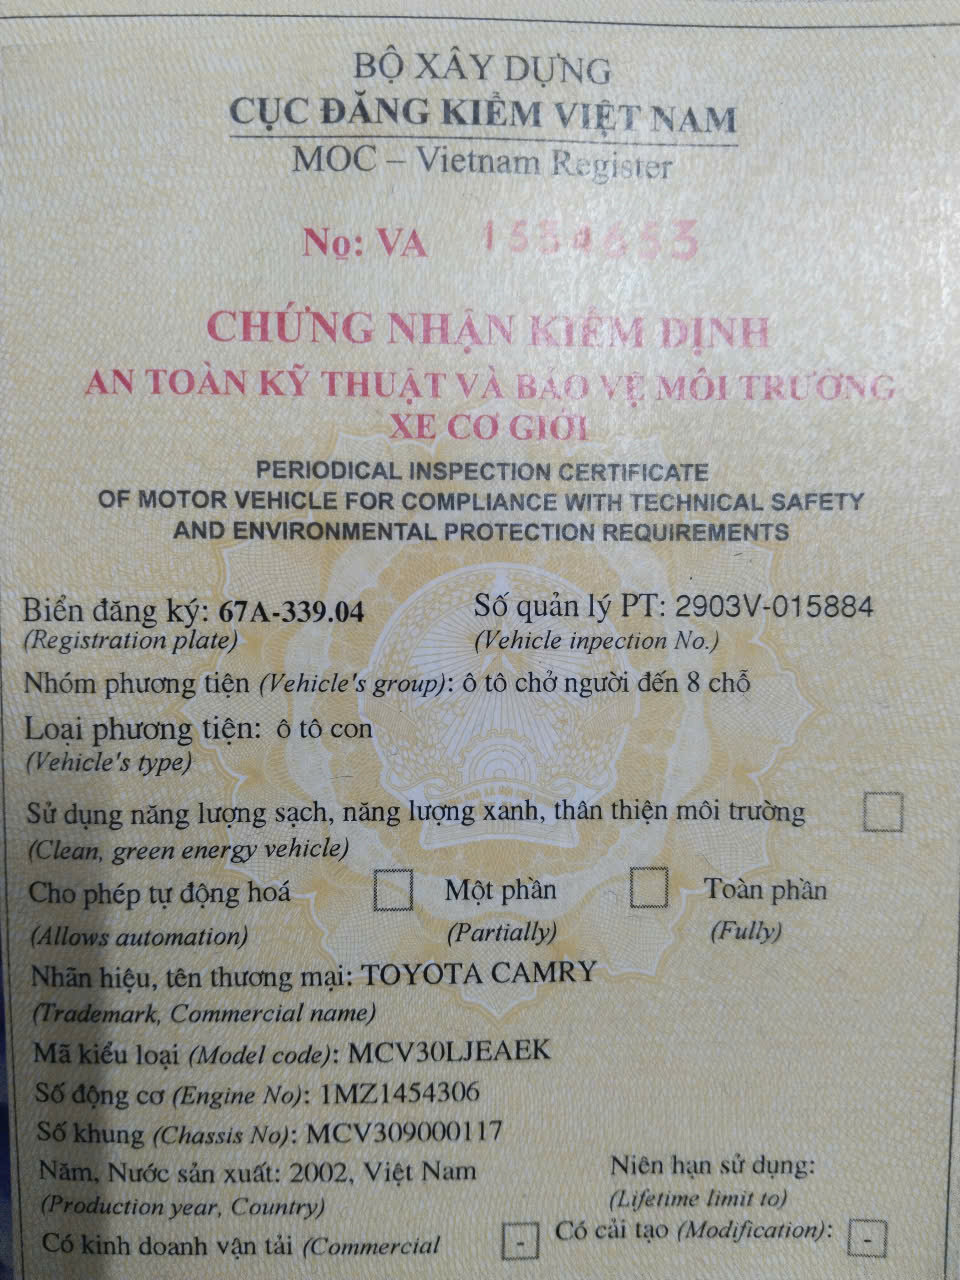 BỘ XÂY DỰNG
CỤC ĐĂNG KIỂM VIỆT NAM
MOC – Vietnam Register
Nọ: VA
CHỨNG NHẬN KIỂM ĐỊNH
AN TOÀN KỸ THUẬT VÀ BẢO VỆ MÔI TRƯỜNG
XE CƠ GIỚI
PERIODICAL INSPECTION CERTIFICATE
OF MOTOR VEHICLE FOR COMPLIANCE WITH TECHNICAL SAFETY
AND ENVIRONMENTAL PROTECTION REQUIREMENTS
Biển đăng ký: 67A-339.04 Số quản lý PT: 2903V-015884
(Registration plate) (Vehicle inpection No.)
Nhóm phương tiện (Vehicle's group): ô tô chở người đến 8 chỗ
Loại phương tiện: ô tô con
(Vehicle's type)
Sử dụng năng lượng sạch, năng lượng xanh, thân thiện môi trường
(Clean, green energy vehicle)
Cho phép tự động hoá Một phần Toàn phần
(Allows automation) (Partially) (Fully)
Nhãn hiệu, tên thương mại: TOYOTA CAMRY
(Trademark, Commercial name)
Mã kiểu loại (Model code): MCV30LJEAEK
Số động cơ (Engine No): 1MZ1454306
Số khung (Chassis No): MCV309000117
Năm, Nước sản xuất: 2002, Việt Nam Niên hạn sử dụng:
(Production year, Country) (Lifetime limit to)
Có kinh doanh vận tải (Commercial - Có cải tạo (Modification): -